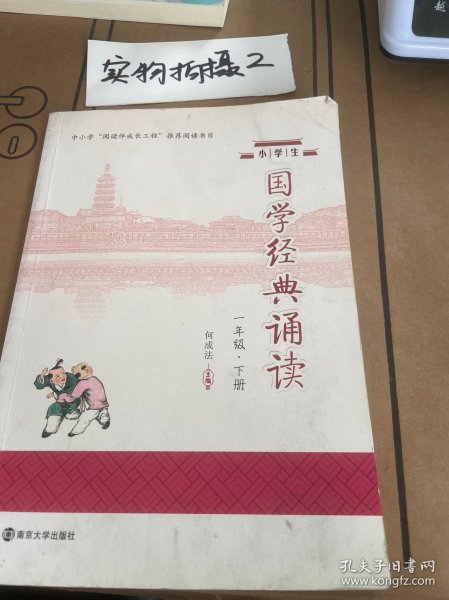 实物拍摄2
中小学“阅读伴成长工程”推荐阅读书目
小学生
国学经典诵读
一年级·下册
何成法 主编
南京大学出版社
越
孔夫子旧书网
www.kongfz.com